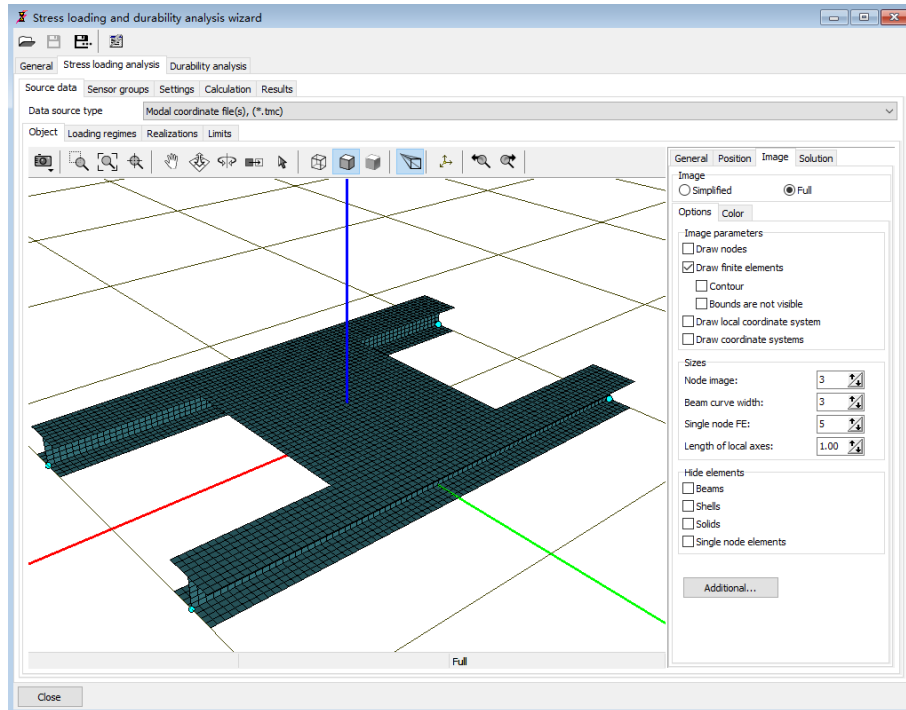 Stress loading and durability analysis wizard
General Stress loading analysis Durability analysis
Source data Sensor groups Settings Calculation Results
Data source type Modal coordinate file(s), (*.tmc)
Object Loading regimes Realizations Limits
General Position Image Solution
Image
Simplified Full
Options Color
Image parameters
Draw nodes
Draw finite elements
Contour
Bounds are not visible
Draw local coordinate system
Draw coordinate systems
Sizes
Node image: 3
Beam curve width: 3
Single node FE: 5
Length of local axes: 1.00
Hide elements
Beams
Shells
Solids
Single node elements
Additional...
Full
Close